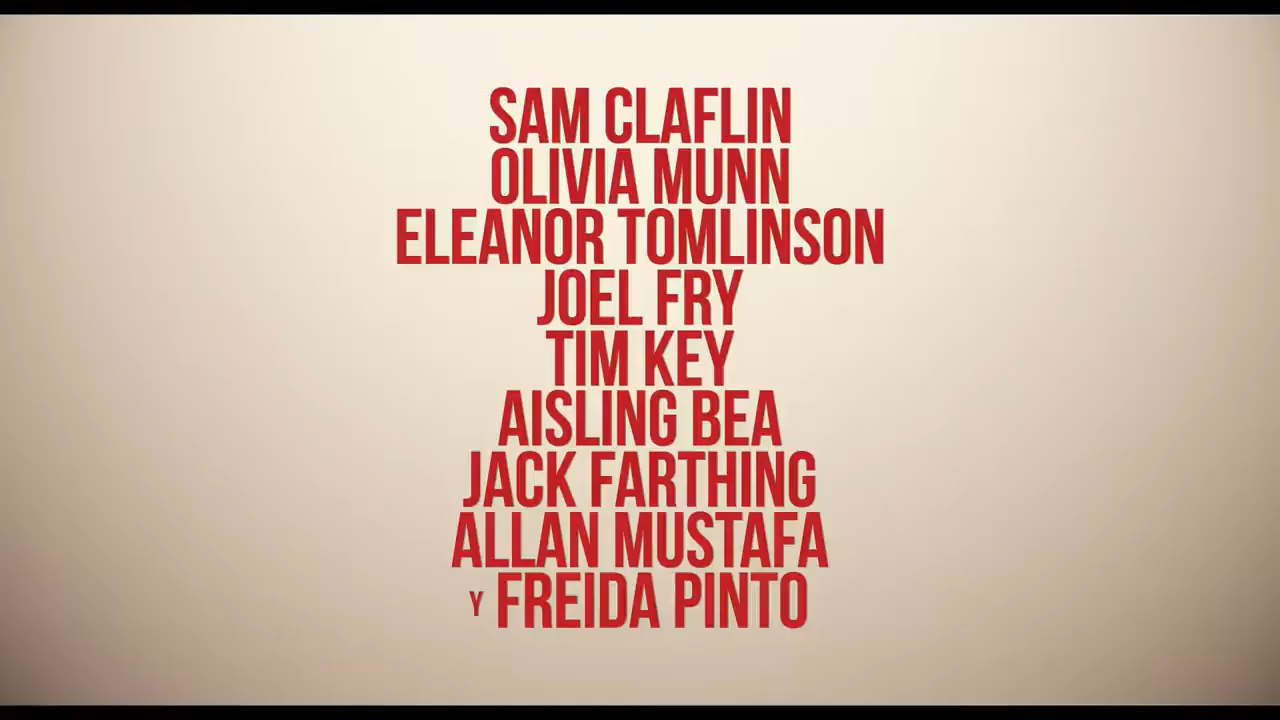 SAM CLAFLIN
OLIVIA MUNN
ELEANOR TOMLINSON
JOEL FRY
TIM KEY
AISLING BEA
JACK FARTHING
ALLAN MUSTAFA
Y FREIDA PINTO